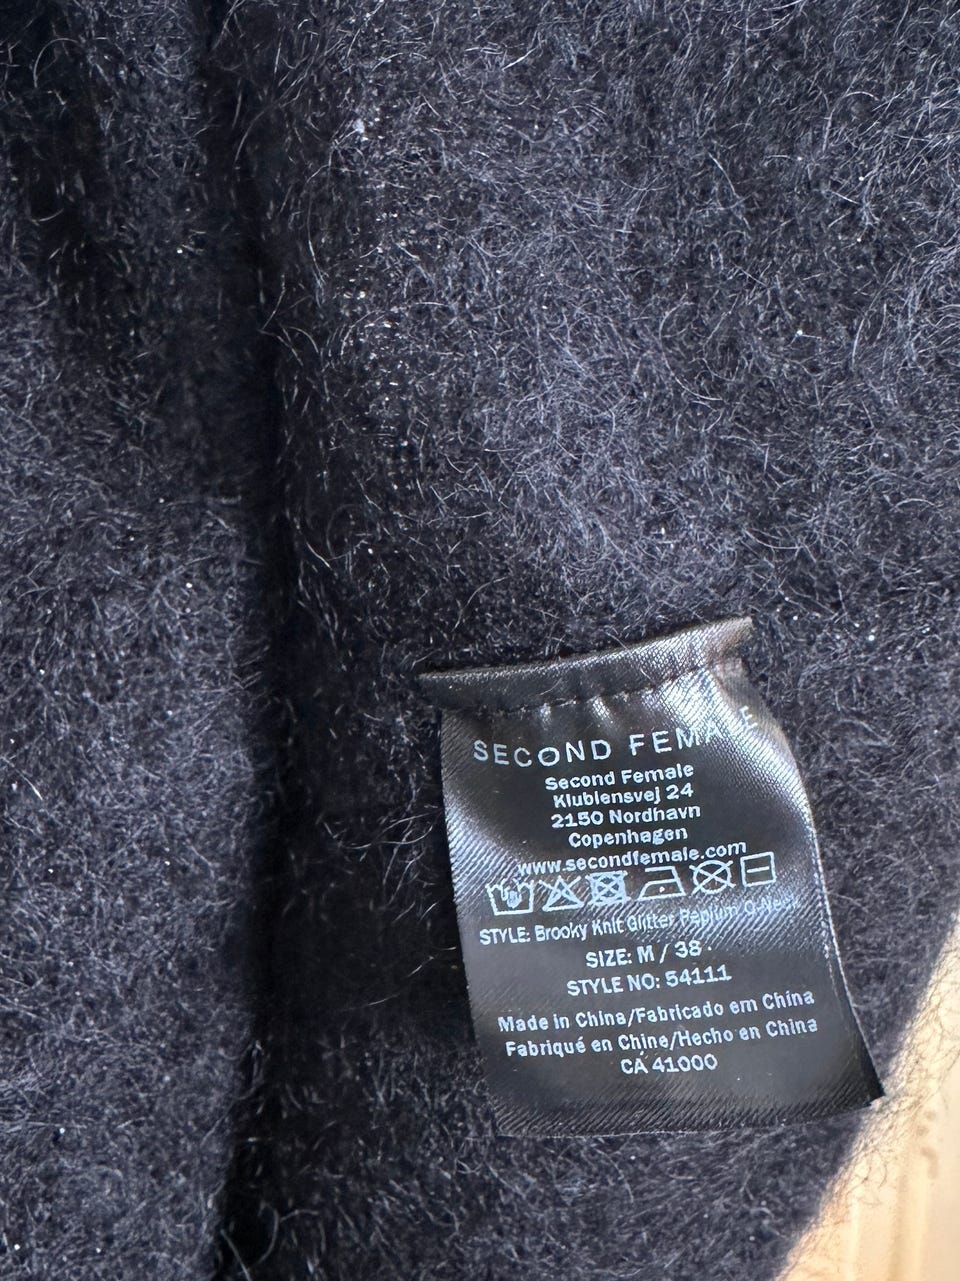 SECOND FEMALE
Second Female
Klublensvej 24
2150 Nordhavn
Copenhagen
www.secondfemale.com
STYLE: Brooky Knit Glitter Peplum O-Neck
SIZE: M / 38
STYLE NO: 54111
Made in China/Fabricado em China
Fabriqué en Chine/Hecho en China
CA 41000